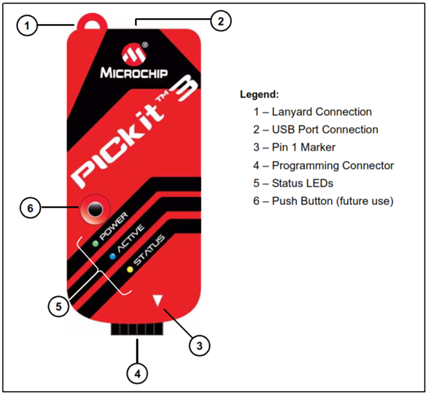 1
2
MICROCHIP
®
PICkit™ 3
6
POWER
ACTIVE
STATUS
5
3
4
Legend:
1 – Lanyard Connection
2 – USB Port Connection
3 – Pin 1 Marker
4 – Programming Connector
5 – Status LEDs
6 – Push Button (future use)